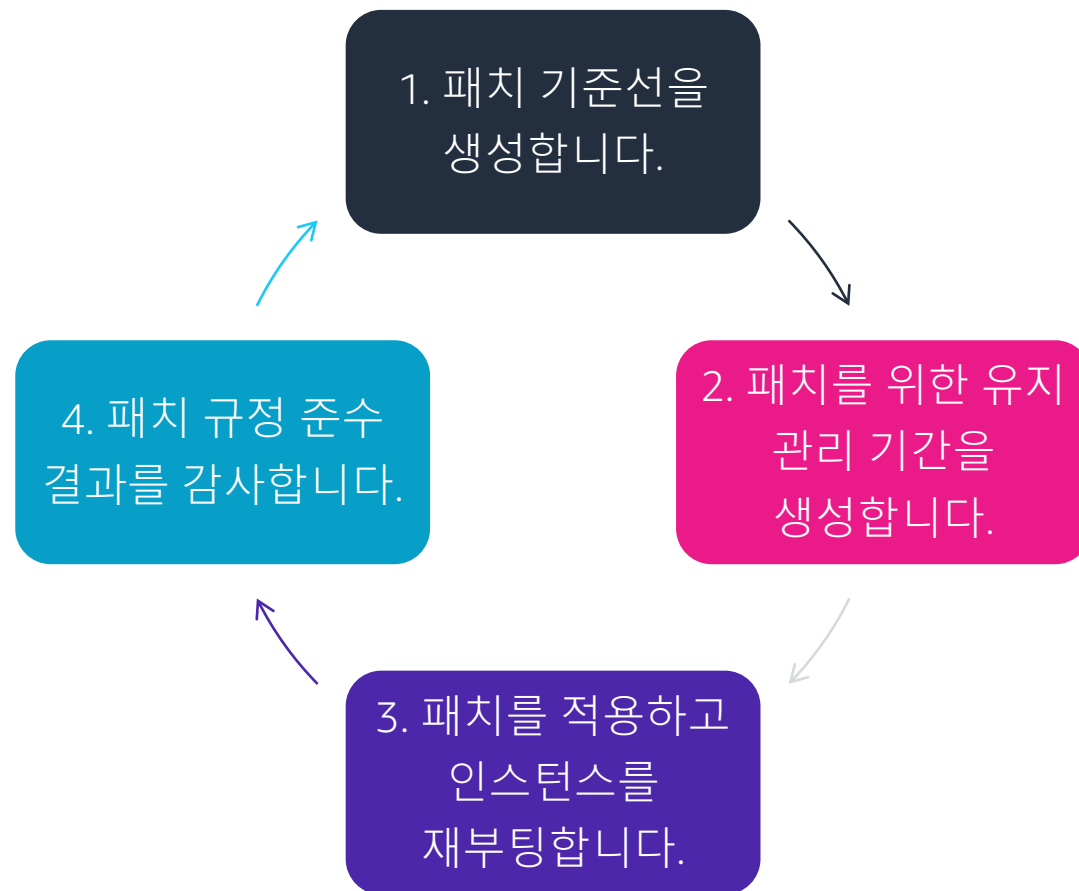 1. 패치 기준선을
생성합니다.
2. 패치를 위한 유지
관리 기간을
생성합니다.
3. 패치를 적용하고
인스턴스를
재부팅합니다.
4. 패치 규정 준수
결과를 감사합니다.